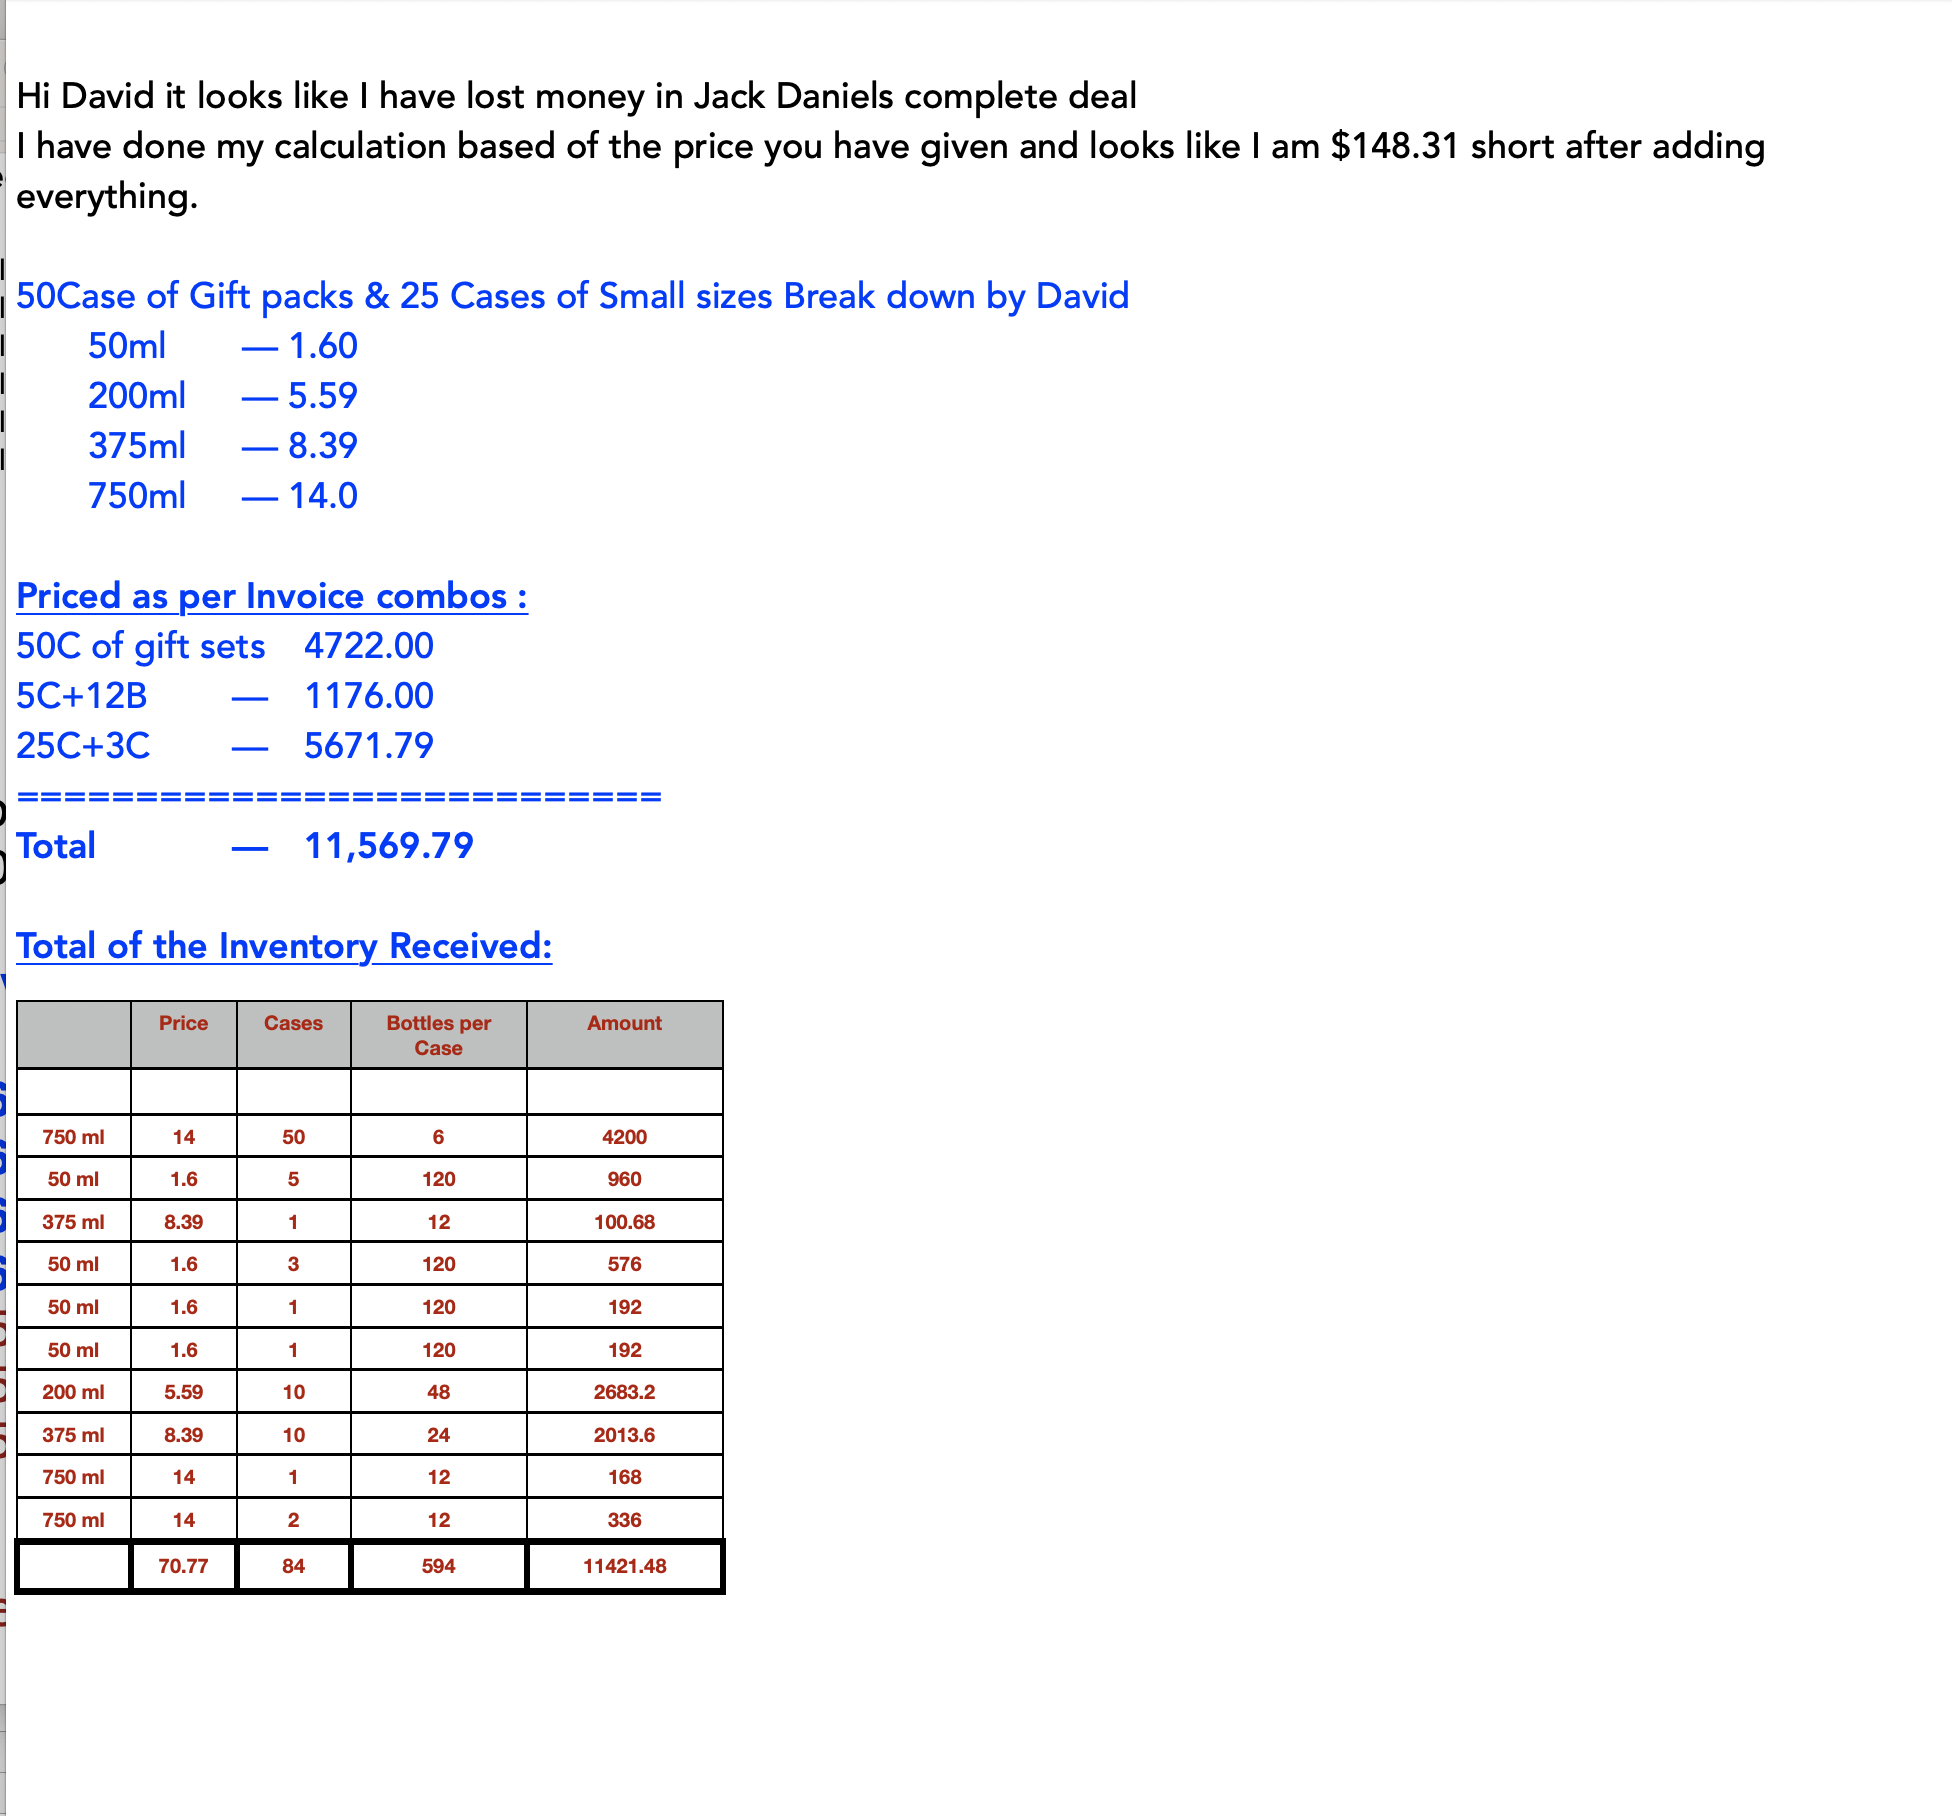 Hi David it looks like I have lost money in Jack Daniels complete deal
I have done my calculation based of the price you have given and looks like I am $148.31 short after adding
everything.
50Case of Gift packs & 25 Cases of Small sizes Break down by David
50ml — 1.60
200ml — 5.59
375ml — 8.39
750ml — 14.0
Priced as per Invoice combos :
50C of gift sets 4722.00
5C+12B — 1176.00
25C+3C — 5671.79
===========================
Total — 11,569.79
Total of the Inventory Received:
Price Cases Bottles per Case Amount
750 ml 14 50 6 4200
50 ml 1.6 5 120 960
375 ml 8.39 1 12 100.68
50 ml 1.6 3 120 576
50 ml 1.6 1 120 192
50 ml 1.6 1 120 192
200 ml 5.59 10 48 2683.2
375 ml 8.39 10 24 2013.6
750 ml 14 1 12 168
750 ml 14 2 12 336
70.77 84 594 11421.48